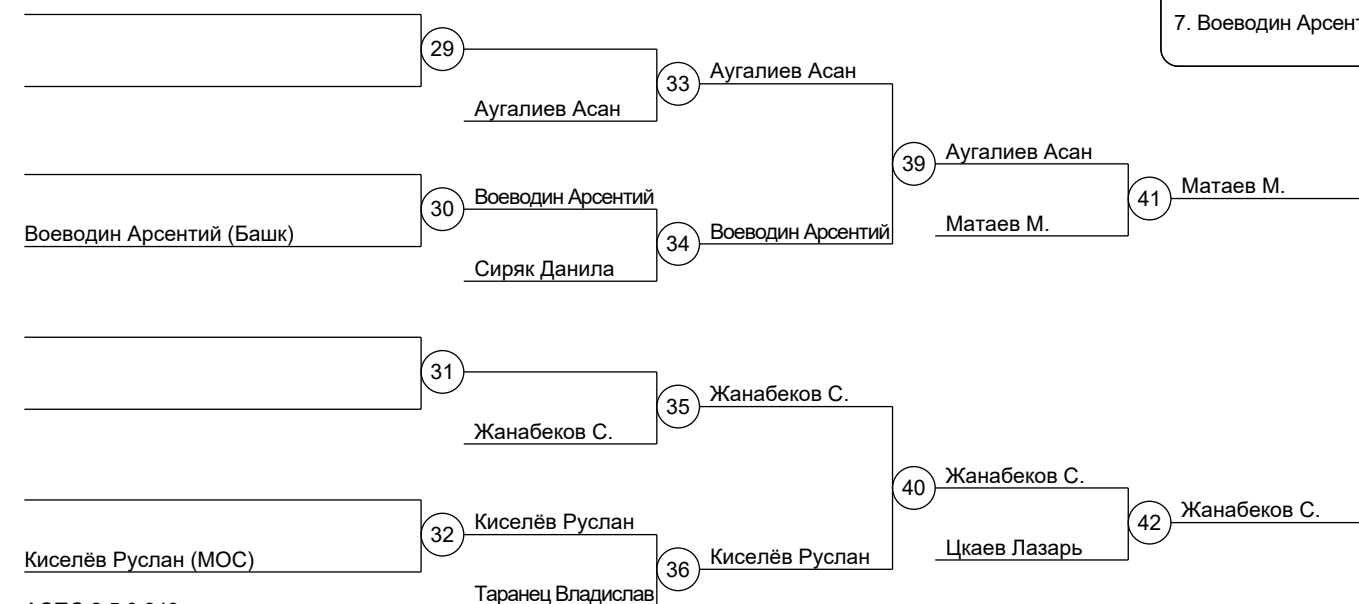 7. Воеводин Арсент
29
33
Аугалиев Асан
Аугалиев Асан
39
Аугалиев Асан
41
Матаев М.
30
Воеводин Арсентий
Воеводин Арсентий (Башк)
34
Воеводин Арсентий
Матаев М.
Сиряк Данила
31
35
Жанабеков С.
Жанабеков С.
40
Жанабеков С.
42
Жанабеков С.
32
Киселёв Руслан
Киселёв Руслан (МОС)
36
Киселёв Руслан
Цкаев Лазарь
Таранец Владислав